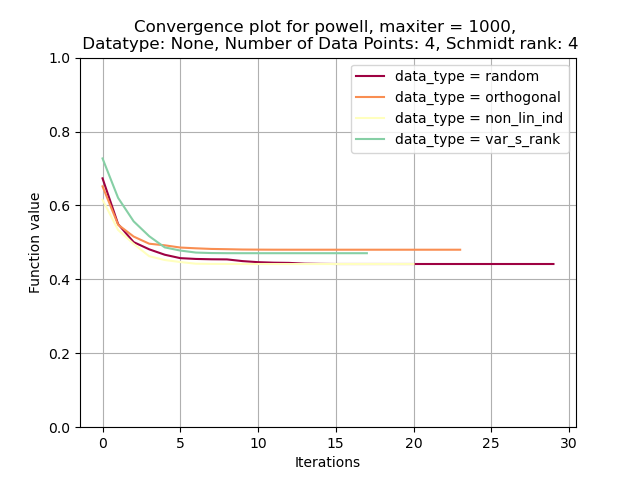 Convergence plot for powell, maxiter = 1000,
Datatype: None, Number of Data Points: 4, Schmidt rank: 4
1.0
0.8
0.6
0.4
0.2
0.0
Function value
data_type = random
data_type = orthogonal
data_type = non_lin_ind
data_type = var_s_rank
0 5 10 15 20 25 30
Iterations